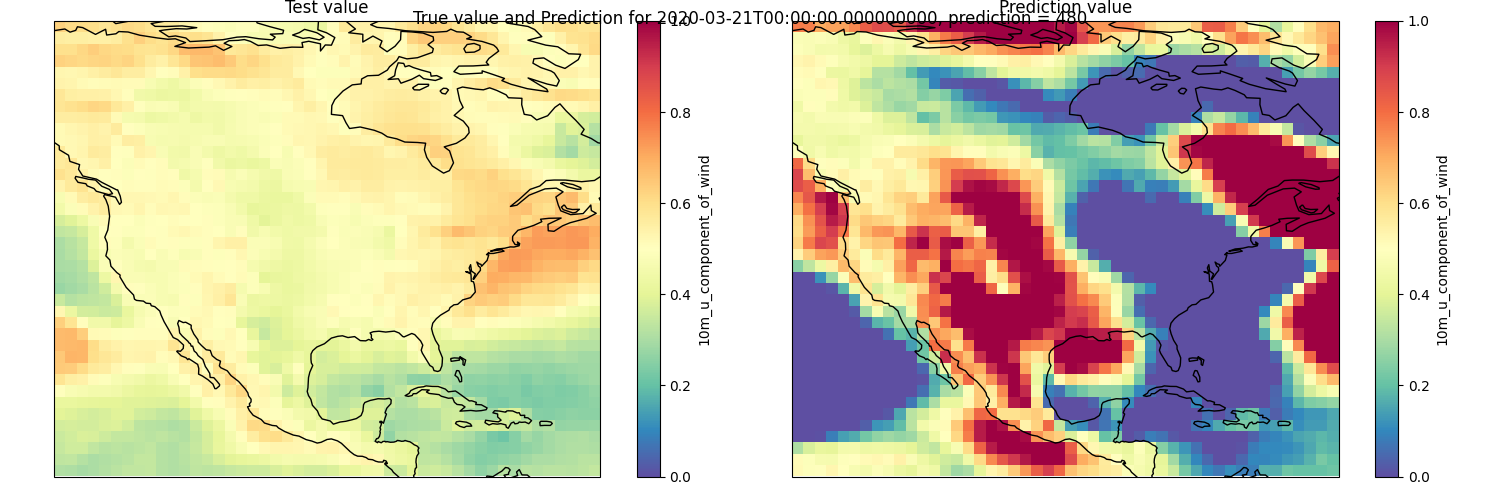 Test value
True value and Prediction for 2020-03-21T00:00:00.000000000, prediction = 480
Prediction value
1.0
0.8
0.6
0.4
0.2
0.0
10m_u_component_of_wind
1.0
0.8
0.6
0.4
0.2
0.0
10m_u_component_of_wind